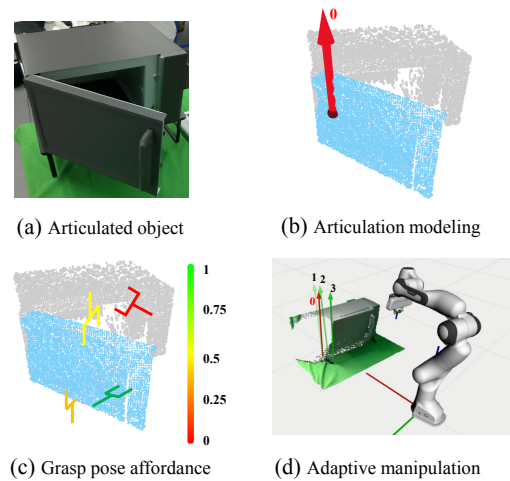 0
(a) Articulated object
(b) Articulation modeling
1
0.75
0.5
0.25
0
1 2
3
0
(c) Grasp pose affordance
(d) Adaptive manipulation